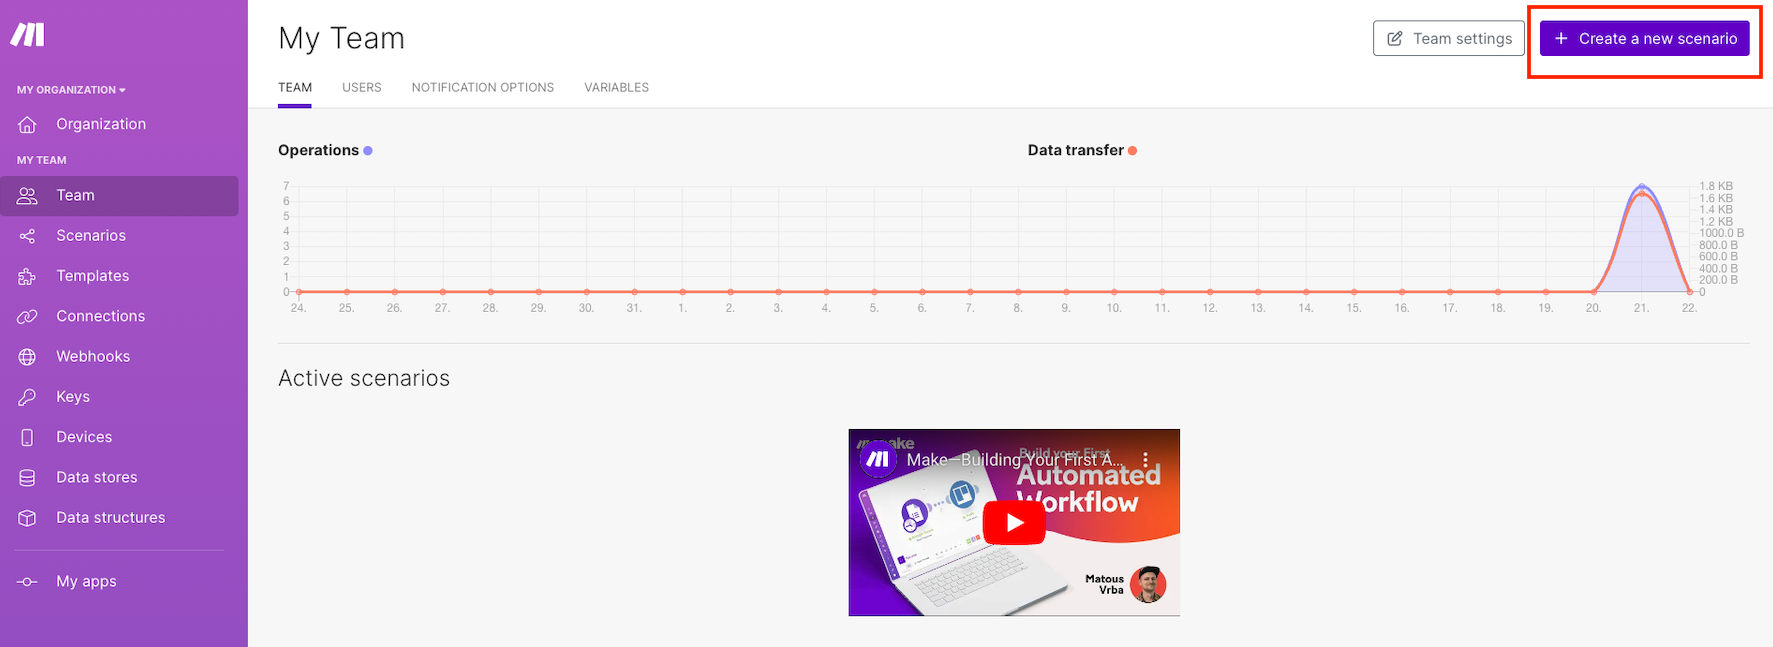 My Team
Team settings
+ Create a new scenario
MY ORGANIZATION
Organization
MY TEAM
Team
Scenarios
Templates
Connections
Webhooks
Keys
Devices
Data stores
Data structures
My apps
TEAM USERS NOTIFICATION OPTIONS VARIABLES
Operations
Data transfer
7
6
5
4
3
2
1
0
1.8 KB
1.6 KB
1.4 KB
1.2 KB
1000.0 B
800.0 B
600.0 B
400.0 B
200.0 B
0
24. 25. 26. 27. 28. 29. 30. 31. 1. 2. 3. 4. 5. 6. 7. 8. 9. 10. 11. 12. 13. 14. 15. 16. 17. 18. 19. 20. 21. 22.
Active scenarios
make
Make—Building Your First A...
Build your First
Automated
Workflow
Matous
Vrba